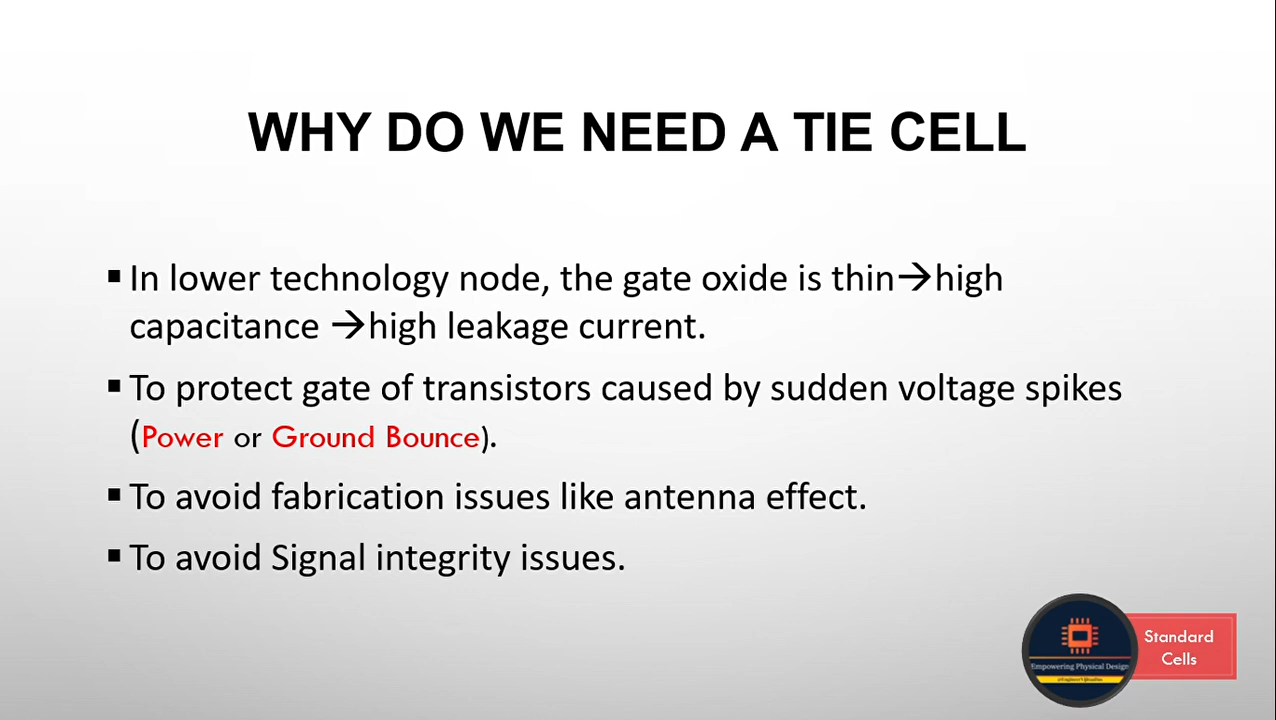 WHY DO WE NEED A TIE CELL
▪ In lower technology node, the gate oxide is thin→high
capacitance →high leakage current.
▪ To protect gate of transistors caused by sudden voltage spikes
(Power or Ground Bounce).
▪ To avoid fabrication issues like antenna effect.
▪ To avoid Signal integrity issues.
Standard
Cells
Empowering Physical Design